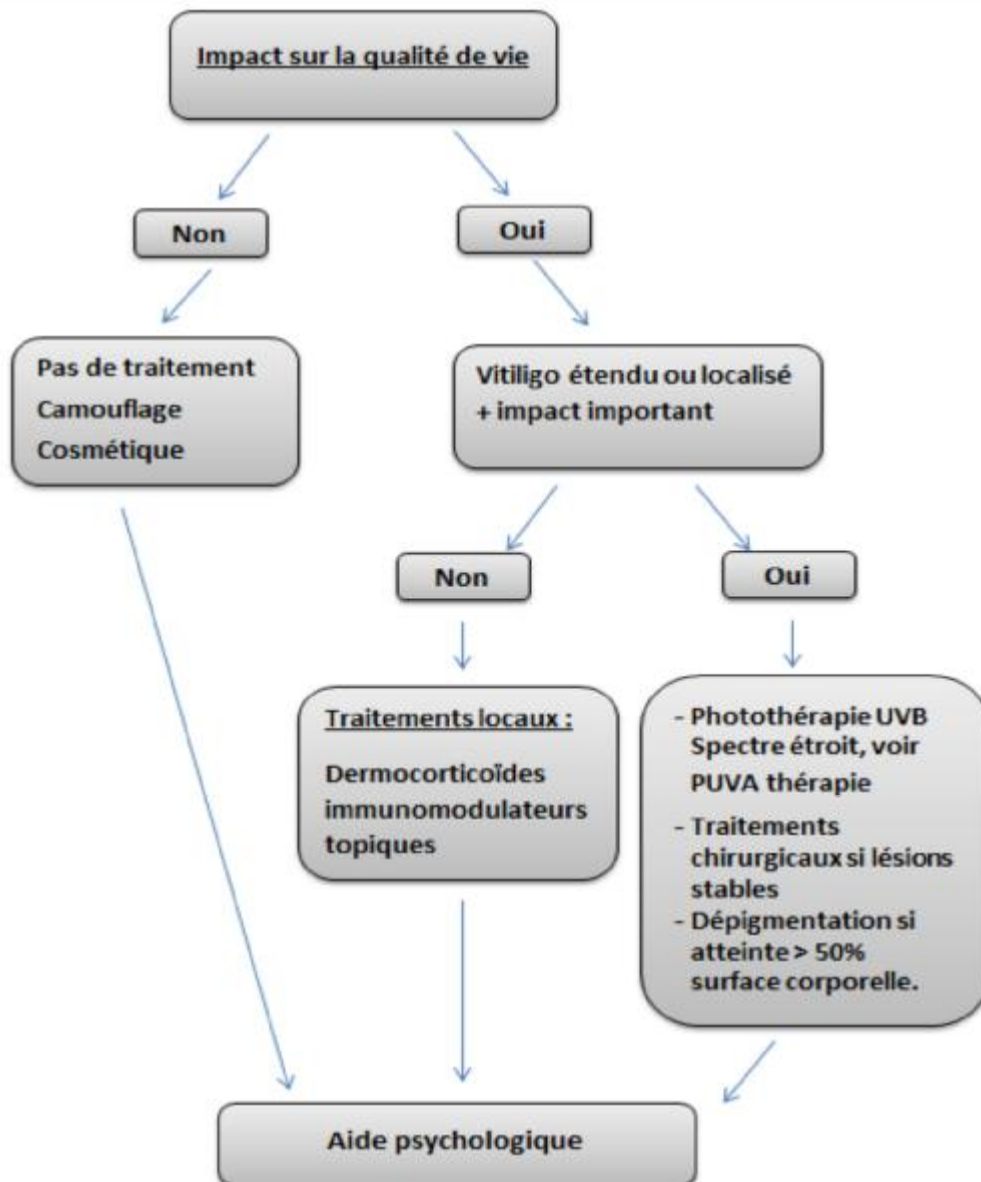 Impact sur la qualité de vie
Non
Oui
Pas de traitement
Camouflage
Cosmétique
Vitiligo étendu ou localisé
+ impact important
Non
Oui
Traitements locaux :
Dermocorticoïdes
immunomodulateurs
topiques
- Photothérapie UVB
Spectre étroit, voir
PUVA thérapie
- Traitements
chirurgicaux si lésions
stables
- Dépigmentation si
atteinte > 50%
surface corporelle.
Aide psychologique